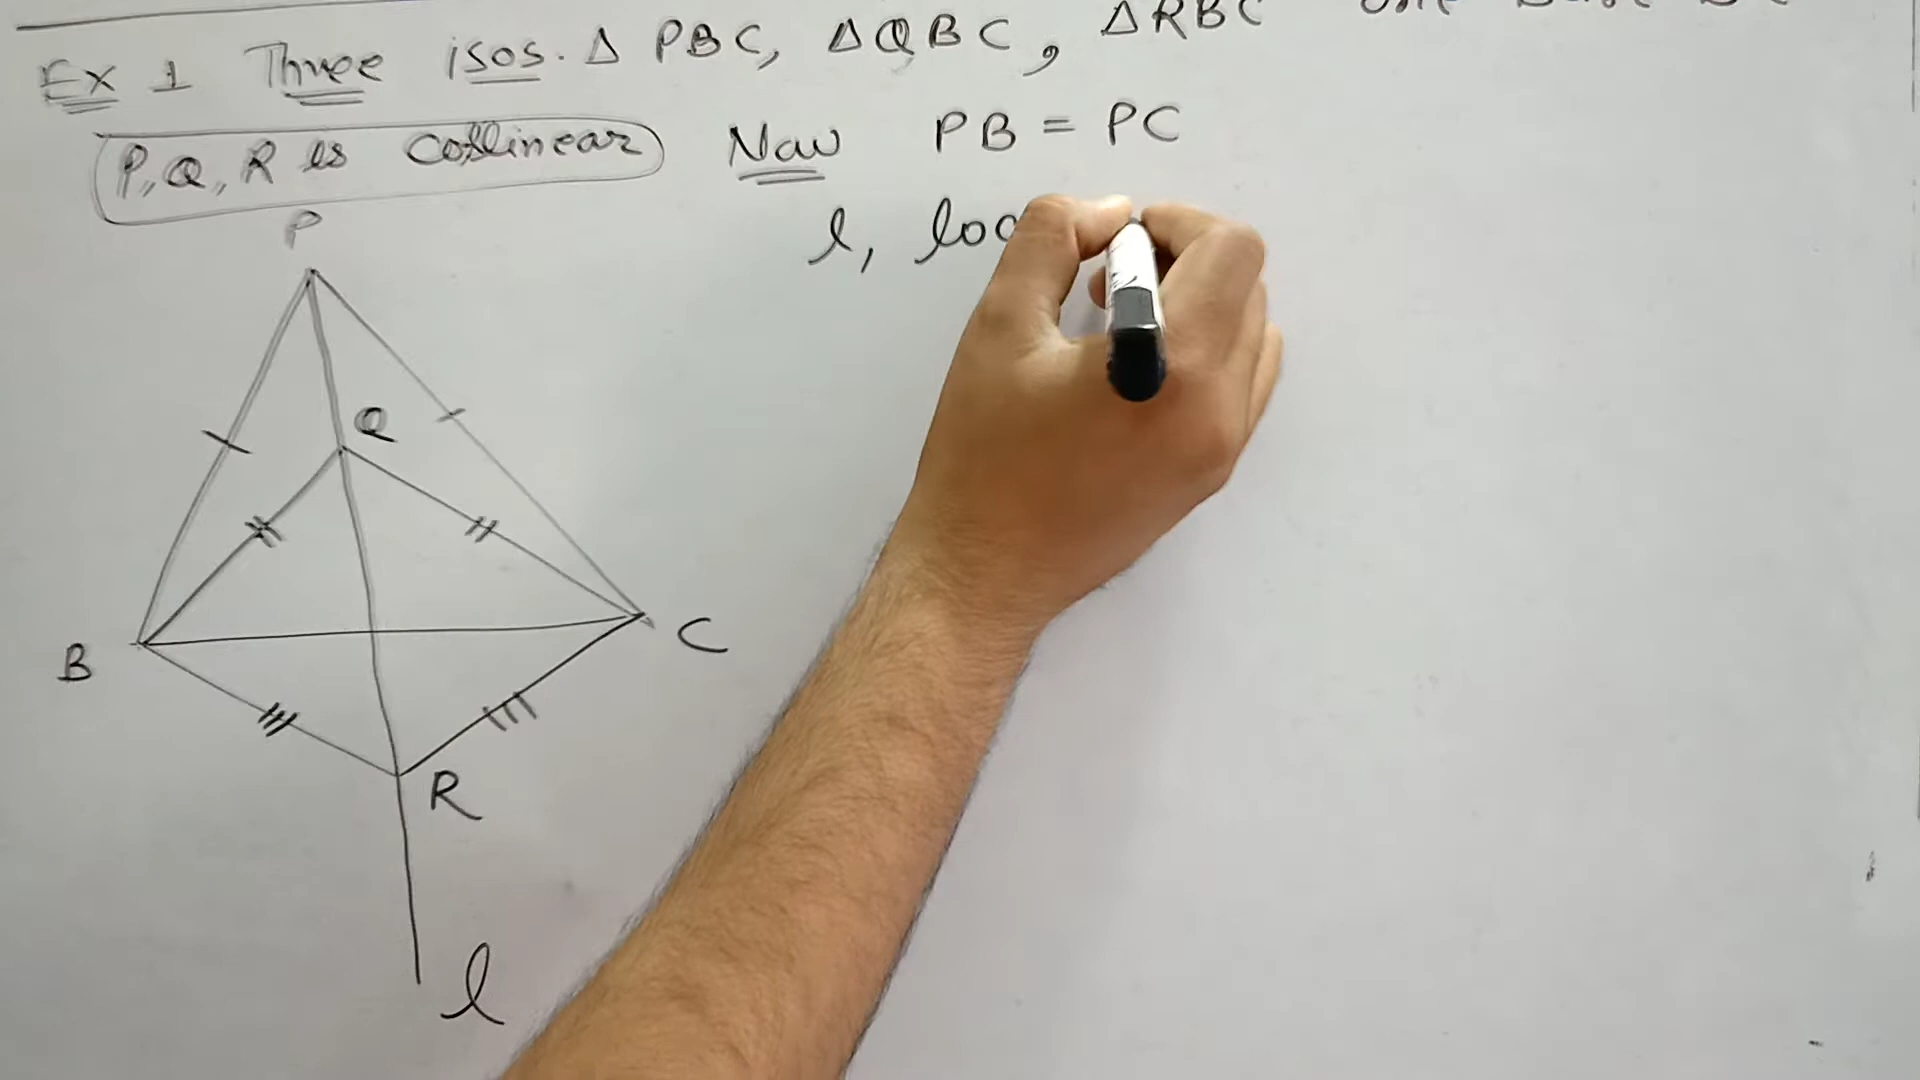 Ex 1 Three isos. Δ PBC, ΔQBC, ΔRBC
P, Q, R is collinear
Now PB = PC
l, loc
P
Q
B
C
R
l